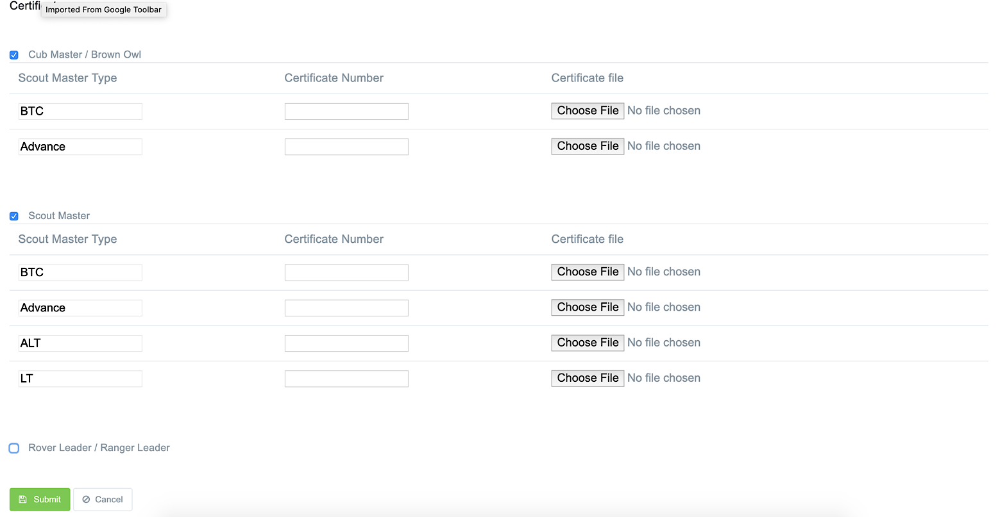 Certifi
Imported From Google Toolbar
Cub Master / Brown Owl
Scout Master Type Certificate Number Certificate file
BTC Choose File No file chosen
Advance Choose File No file chosen
Scout Master
Scout Master Type Certificate Number Certificate file
BTC Choose File No file chosen
Advance Choose File No file chosen
ALT Choose File No file chosen
LT Choose File No file chosen
Rover Leader / Ranger Leader
Submit Cancel